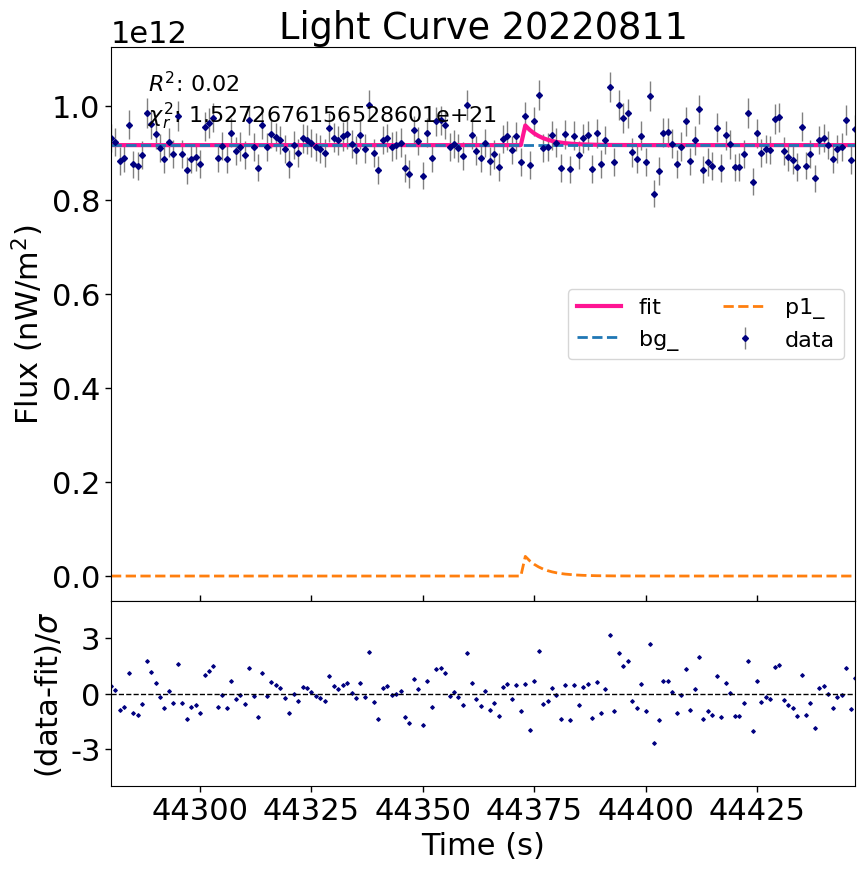 Light Curve 20220811
1e12
R²: 0.02
χ²ᵣ: 1.5272676156528601e+21
1.0
0.8
0.6
0.4
0.2
0.0
Flux (nW/m²)
fit
bg_
p1_
data
3
0
-3
(data-fit)/σ
44300 44325 44350 44375 44400 44425
Time (s)